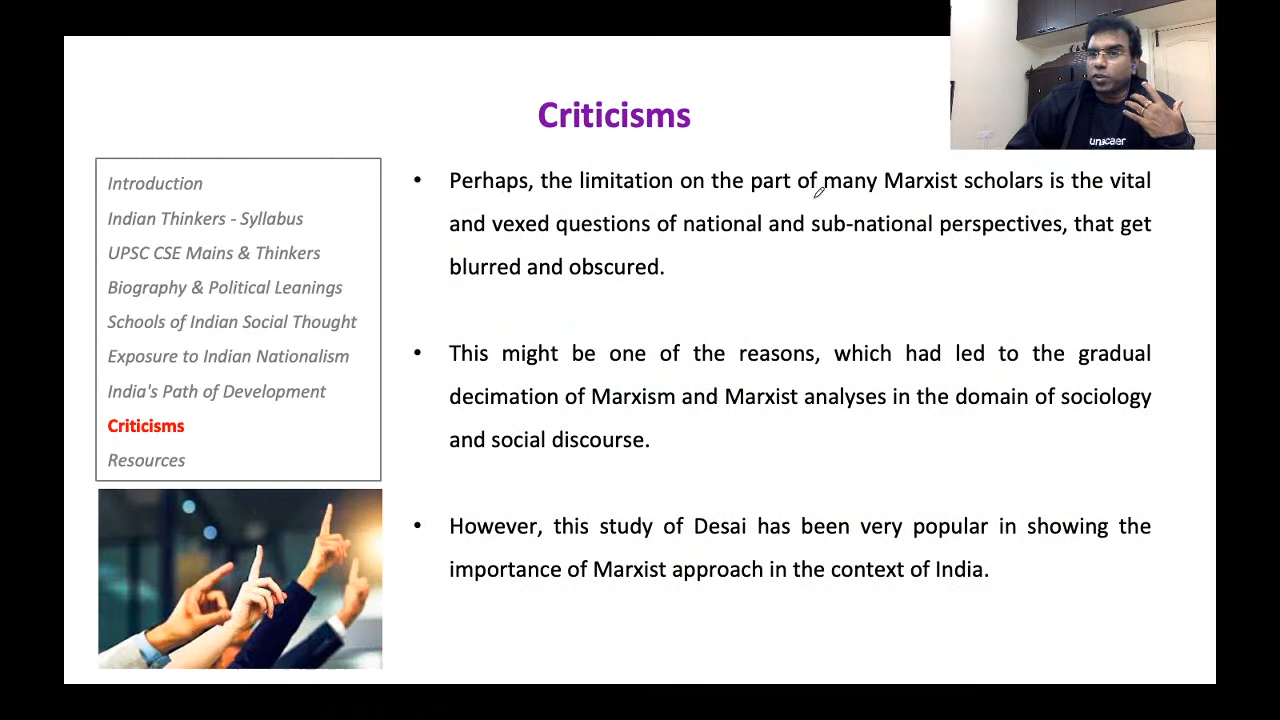 Criticisms
Introduction
Indian Thinkers - Syllabus
UPSC CSE Mains & Thinkers
Biography & Political Leanings
Schools of Indian Social Thought
Exposure to Indian Nationalism
India's Path of Development
Criticisms
Resources
• Perhaps, the limitation on the part of many Marxist scholars is the vital
and vexed questions of national and sub-national perspectives, that get
blurred and obscured.
• This might be one of the reasons, which had led to the gradual
decimation of Marxism and Marxist analyses in the domain of sociology
and social discourse.
• However, this study of Desai has been very popular in showing the
importance of Marxist approach in the context of India.